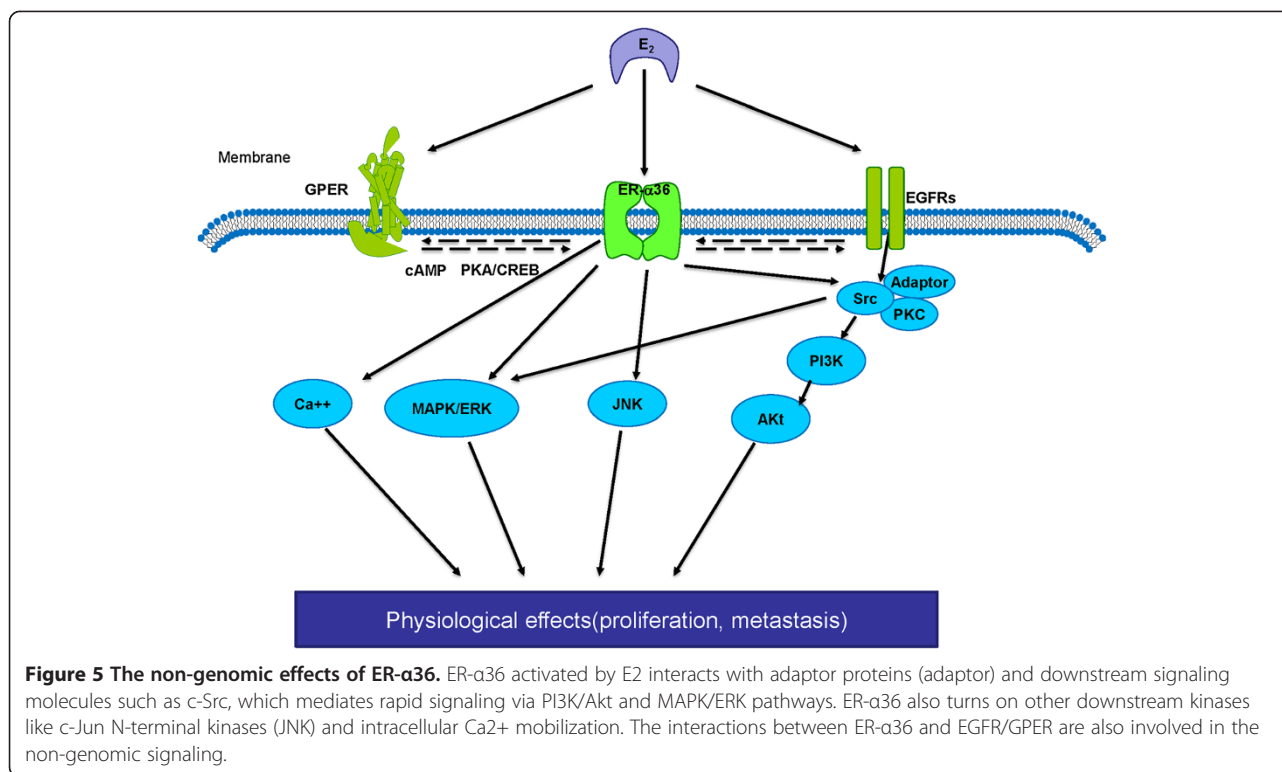 E2
Membrane
GPER
ER-α36
EGFRs
cAMP PKA/CREB
Src
Adaptor
PKC
PI3K
Ca++
MAPK/ERK
JNK
AKt
Physiological effects(proliferation, metastasis)
Figure 5 The non-genomic effects of ER-α36. ER-α36 activated by E2 interacts with adaptor proteins (adaptor) and downstream signaling
molecules such as c-Src, which mediates rapid signaling via PI3K/Akt and MAPK/ERK pathways. ER-α36 also turns on other downstream kinases
like c-Jun N-terminal kinases (JNK) and intracellular Ca2+ mobilization. The interactions between ER-α36 and EGFR/GPER are also involved in the
non-genomic signaling.